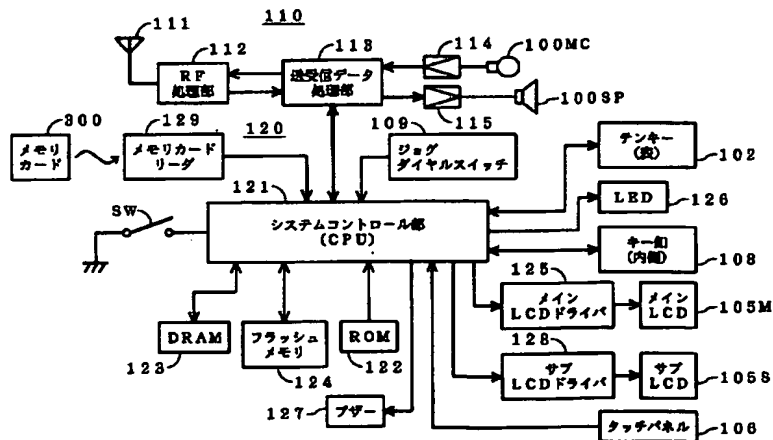 110
111
112
RF
処理部
113
送受信データ
処理部
114
100MC
115
100SP
300
メモリ
カード
129
メモリカード
リーダ
120
109
ジョグ
ダイヤルスイッチ
テンキー
(表)
102
121
システムコントロール部
(CPU)
SW
LED
126
キー部
(内側)
108
125
メイン
LCDドライバ
メイン
LCD
105M
DRAM
123
フラッシュ
メモリ
124
ROM
122
128
サブ
LCDドライバ
サブ
LCD
105S
127
ブザー
タッチパネル
106